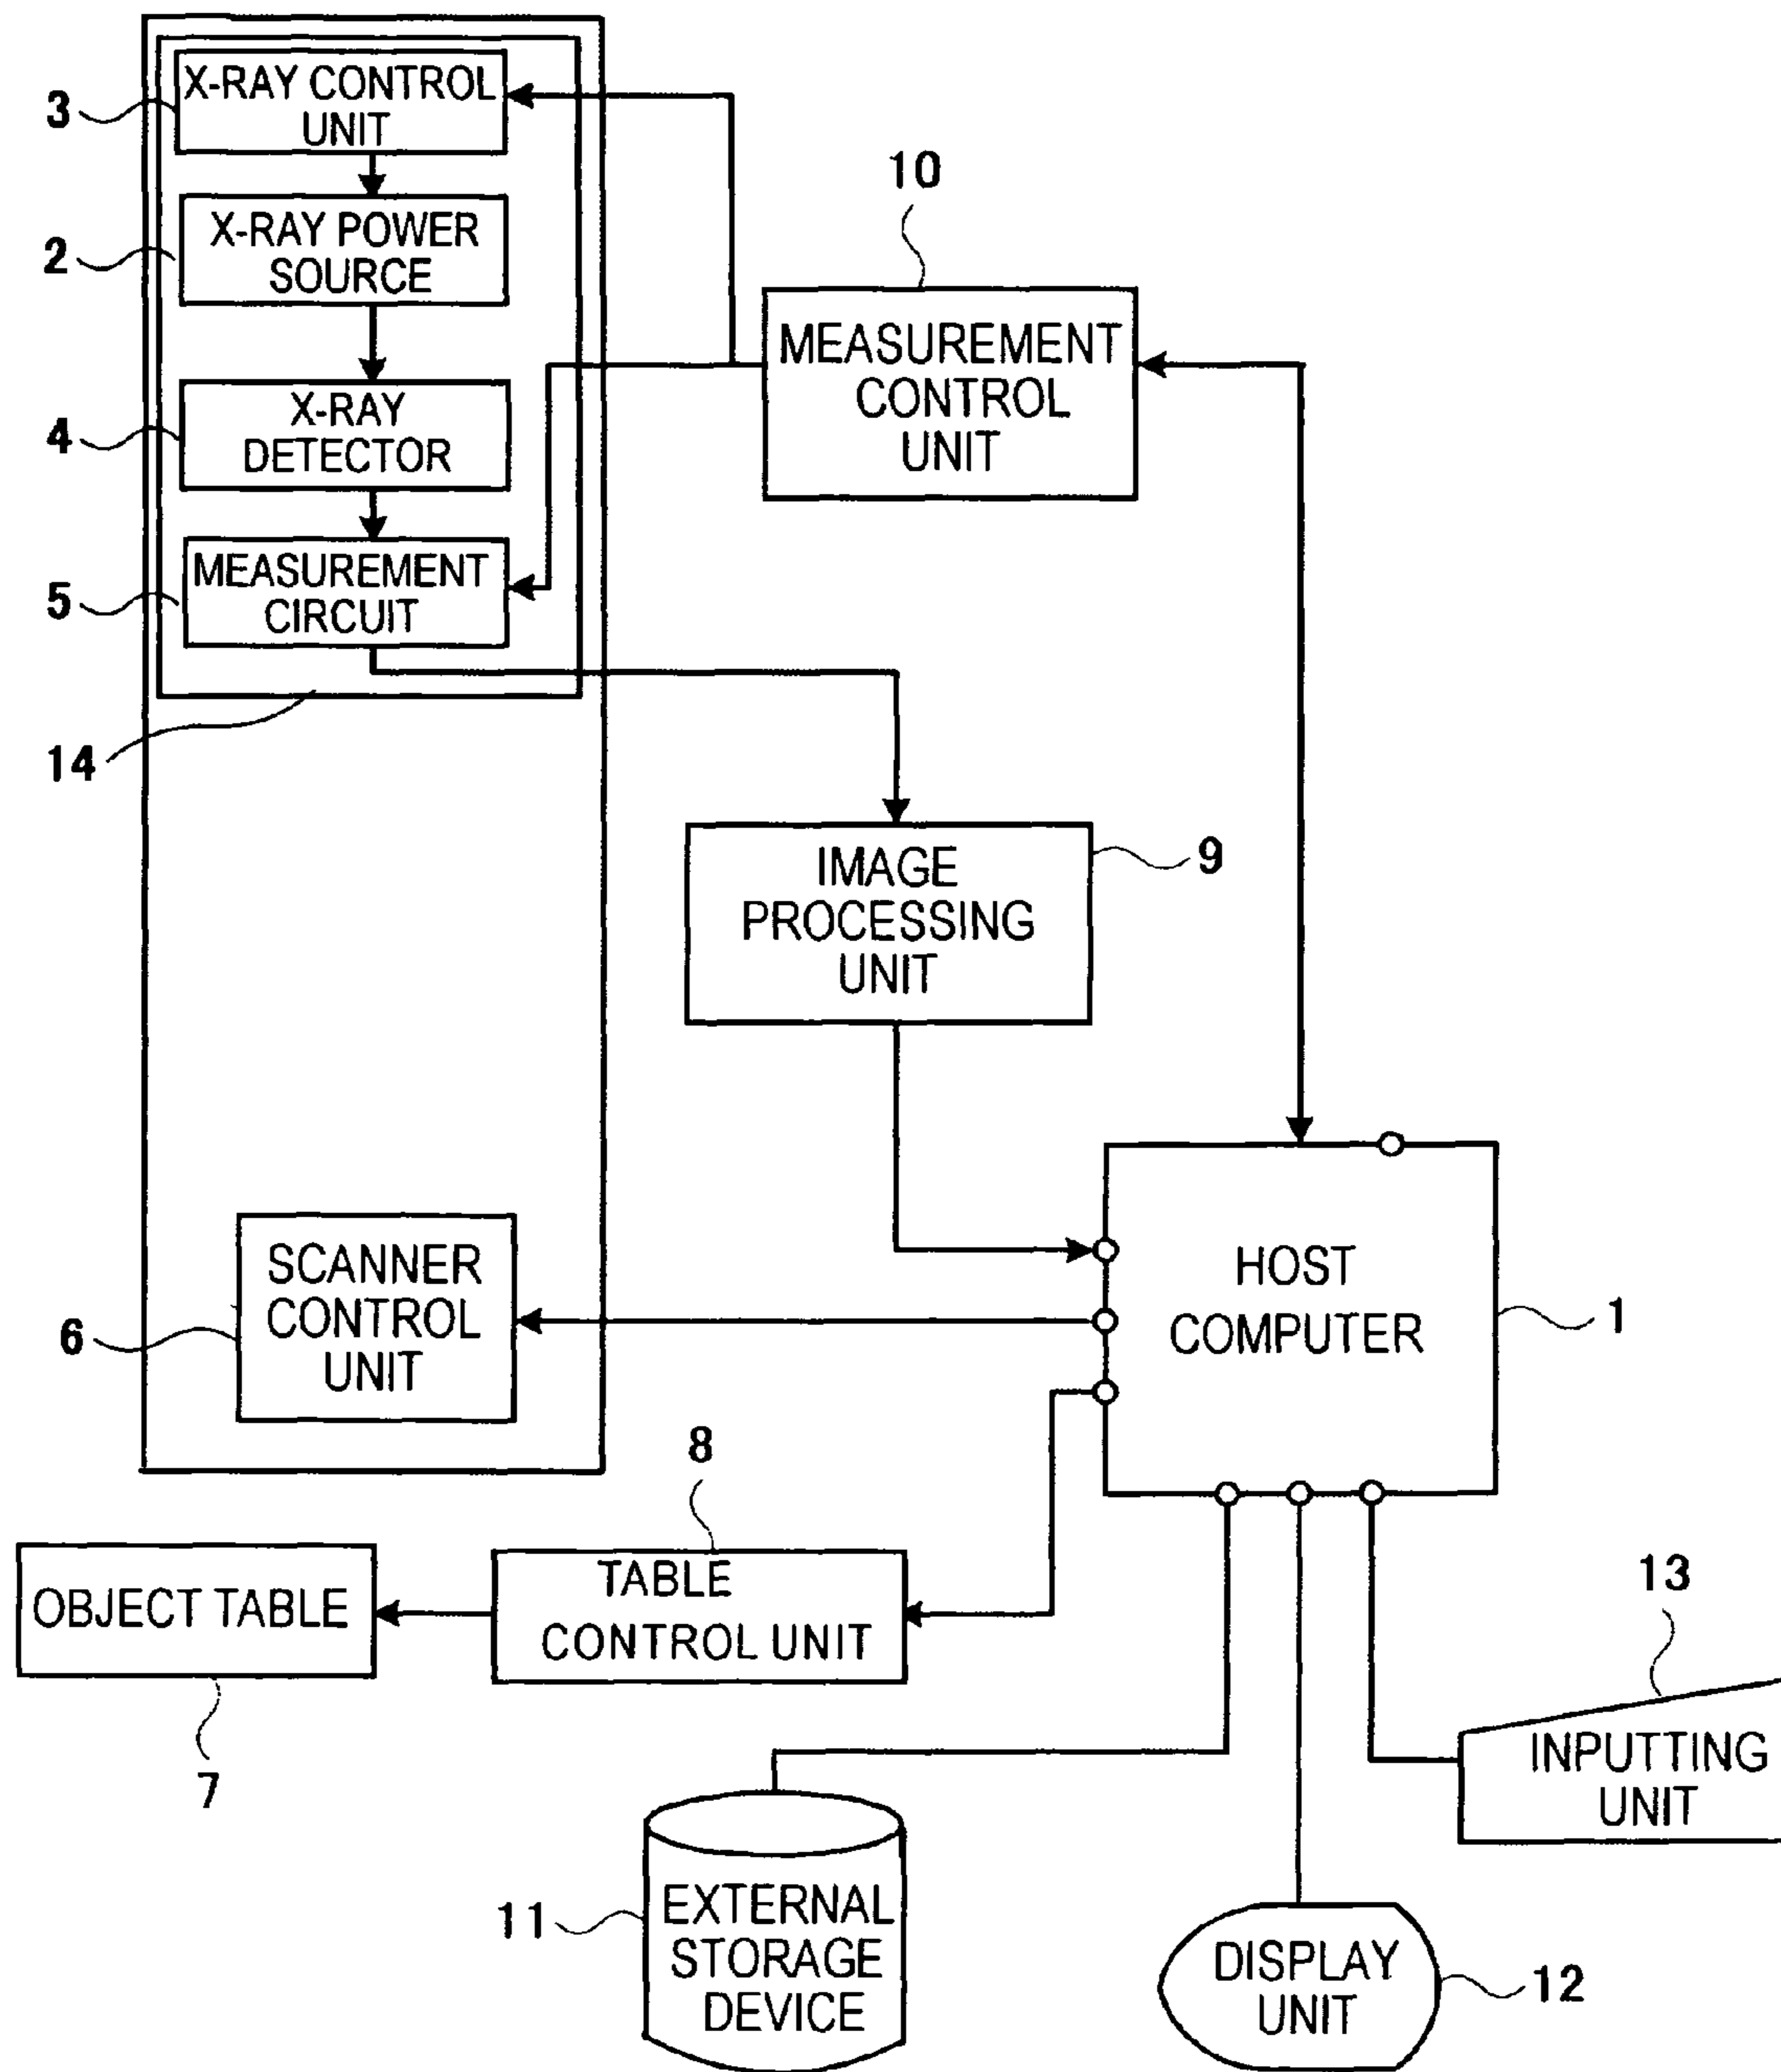 3
X-RAY CONTROL
UNIT
2
X-RAY POWER
SOURCE
4
X-RAY
DETECTOR
5
MEASUREMENT
CIRCUIT
14
10
MEASUREMENT
CONTROL
UNIT
IMAGE
PROCESSING
UNIT
9
6
SCANNER
CONTROL
UNIT
HOST
COMPUTER
1
8
TABLE
CONTROL UNIT
OBJECT TABLE
7
13
INPUTTING
UNIT
11
EXTERNAL
STORAGE
DEVICE
DISPLAY
UNIT
12